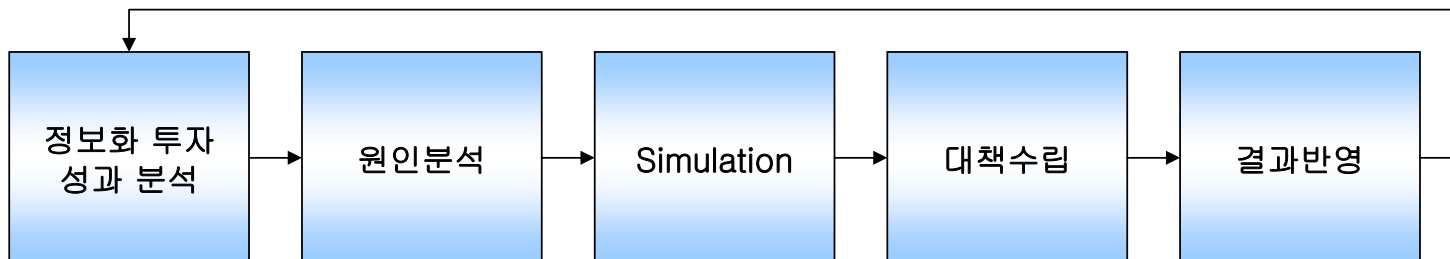 정보화 투자
성과 분석
원인분석
Simulation
대책수립
결과반영